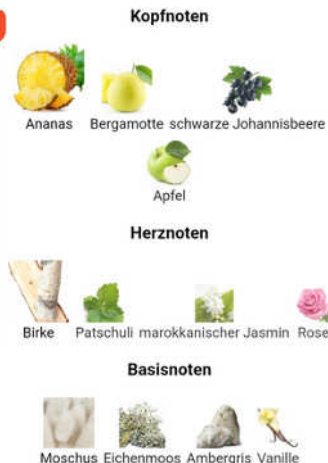 Kopfnoten
Ananas Bergamotte schwarze Johannisbeere
Apfel
Herznoten
Birke Patschuli marokkanischer Jasmin Rose
Basisnoten
Moschus Eichenmoos Ambergris Vanille